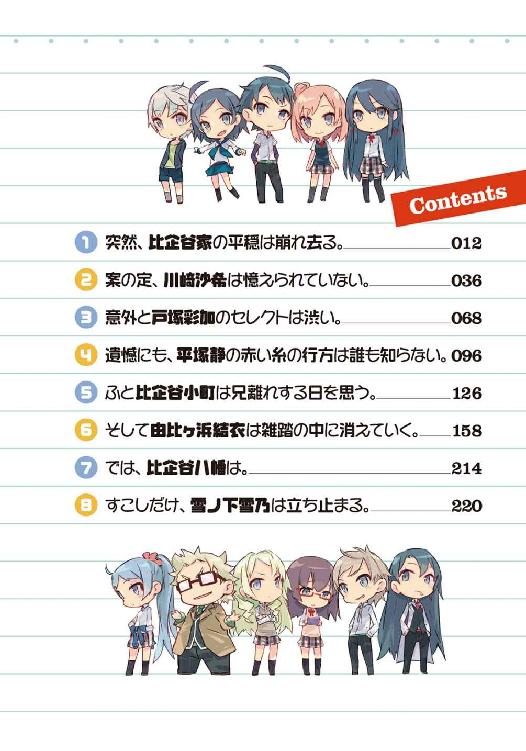 Contents
1 突然、比企谷家の平穏は崩れ去る。 012
2 案の定、川崎沙希は憶えられていない。 036
3 意外と戸塚彩加のセレクトは渋い。 068
4 遺憾にも、平塚静の赤い糸の行方は誰も知らない。 096
5 ふと比企谷小町は兄離れする日を思う。 126
6 そして由比ヶ浜結衣は雑踏の中に消えていく。 158
7 では、比企谷八幡は。 214
8 すこしだけ、雪ノ下雪乃は立ち止まる。 220